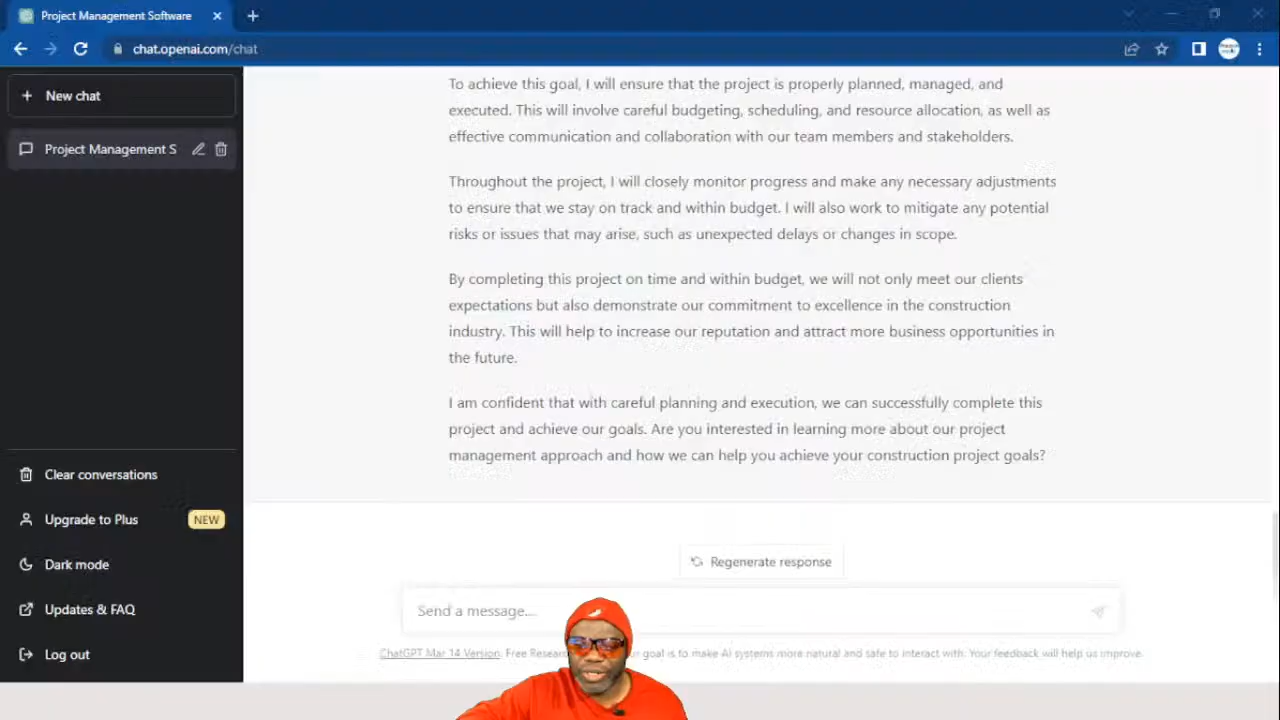 Project Management Software
chat.openai.com/chat
New chat
Project Management S
Clear conversations
Upgrade to Plus NEW
Dark mode
Updates & FAQ
Log out
To achieve this goal, I will ensure that the project is properly planned, managed, and
executed. This will involve careful budgeting, scheduling, and resource allocation, as well as
effective communication and collaboration with our team members and stakeholders.
Throughout the project, I will closely monitor progress and make any necessary adjustments
to ensure that we stay on track and within budget. I will also work to mitigate any potential
risks or issues that may arise, such as unexpected delays or changes in scope.
By completing this project on time and within budget, we will not only meet our clients
expectations but also demonstrate our commitment to excellence in the construction
industry. This will help to increase our reputation and attract more business opportunities in
the future.
I am confident that with careful planning and execution, we can successfully complete this
project and achieve our goals. Are you interested in learning more about our project
management approach and how we can help you achieve your construction project goals?
Regenerate response
Send a message...
ChatGPT Mar 14 Version. Free Resear goal is to make AI systems more natural and safe to interact with. Your feedback will help us improve.